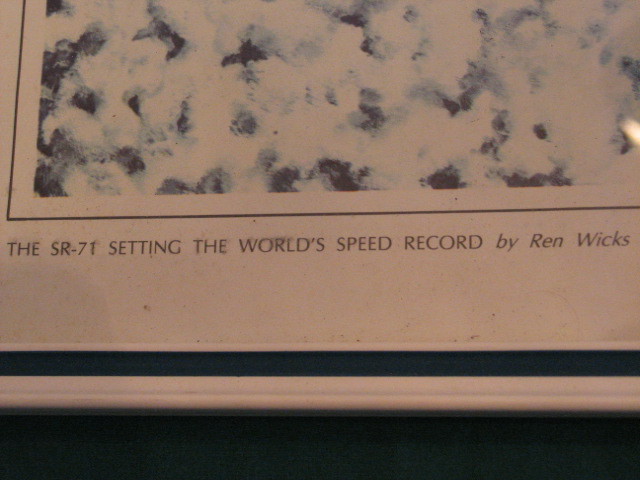 THE SR-71 SETTING THE WORLD'S SPEED RECORD by Ren Wicks